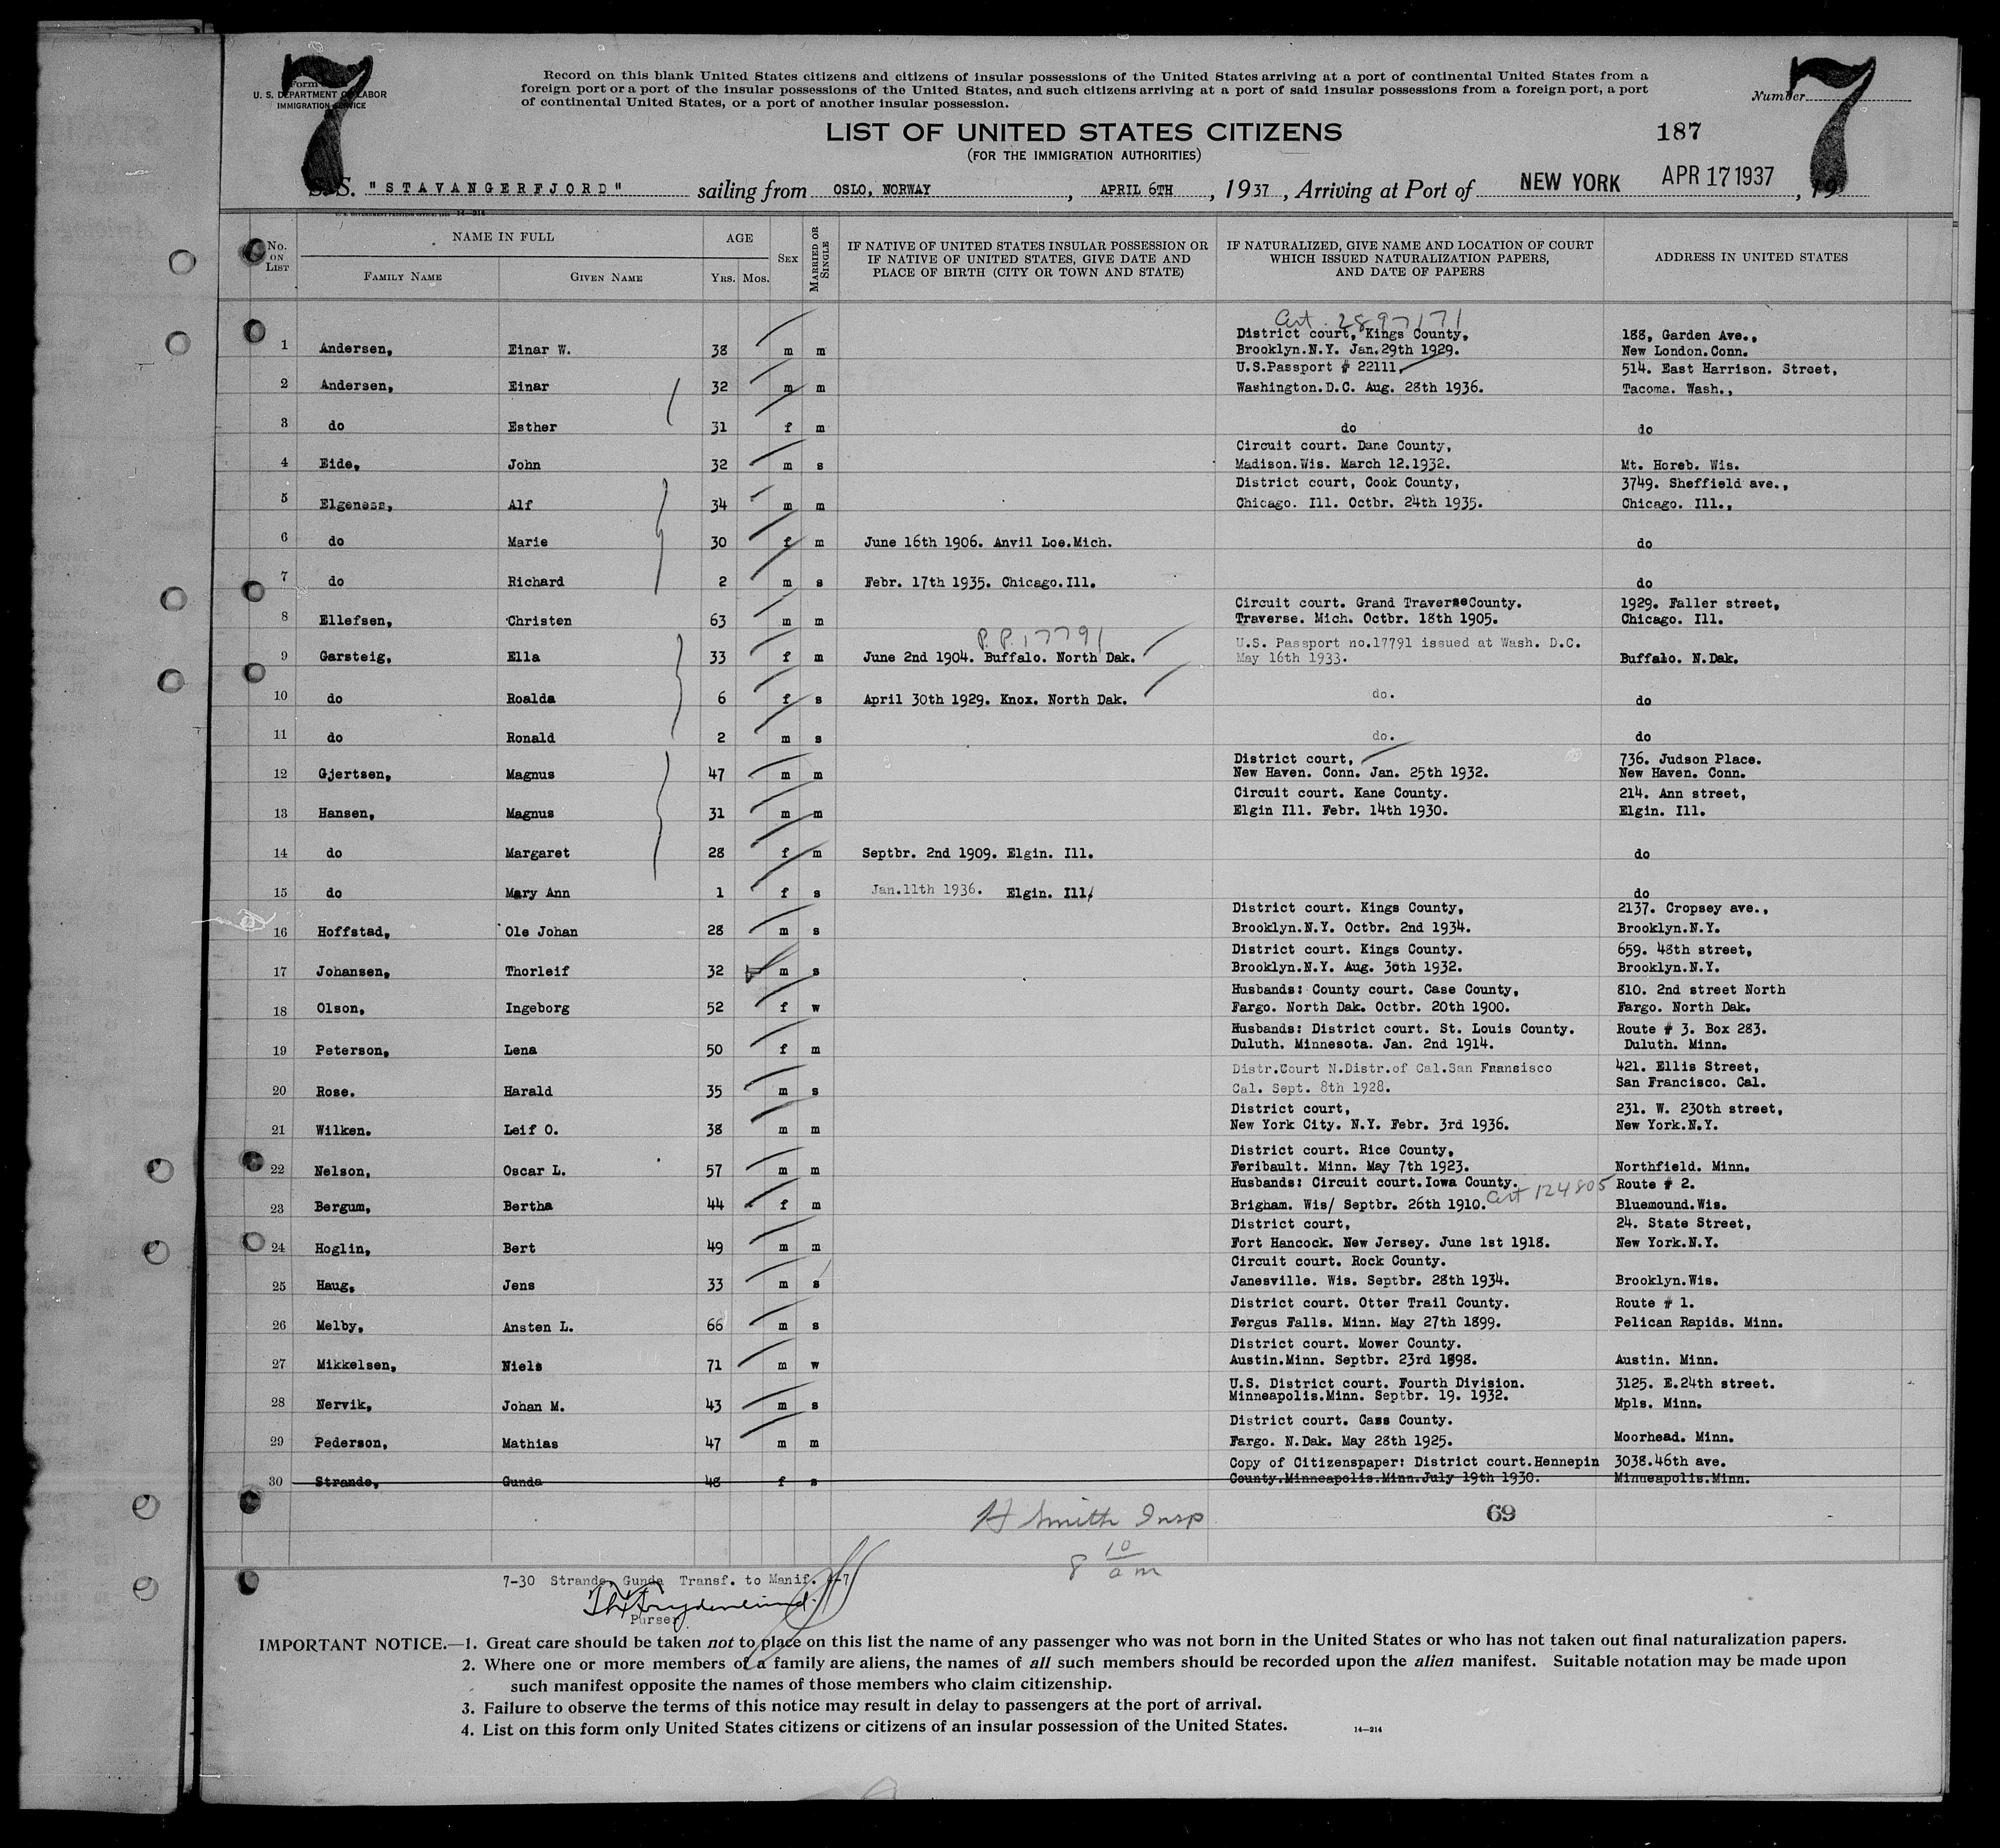 7
7
Form
U. S. DEPARTMENT OF LABOR
IMMIGRATION SERVICE
Record on this blank United States citizens and citizens of insular possessions of the United States arriving at a port of continental United States from a
foreign port or a port of the insular possessions of the United States, and such citizens arriving at a port of said insular possessions from a foreign port, a port
of continental United States, or a port of another insular possession.
Number
LIST OF UNITED STATES CITIZENS
187
(FOR THE IMMIGRATION AUTHORITIES)
S. S. "STAVANGERFJORD" sailing from OSLO, NORWAY , APRIL 6TH , 1937 , Arriving at Port of NEW YORK APR 17 1937 , 19
No. ON LIST
NAME IN FULL
FAMILY NAME GIVEN NAME
AGE
YRS. MOS.
SEX
MARRIED OR SINGLE
IF NATIVE OF UNITED STATES INSULAR POSSESSION OR
IF NATIVE OF UNITED STATES, GIVE DATE AND
PLACE OF BIRTH (CITY OR TOWN AND STATE)
IF NATURALIZED, GIVE NAME AND LOCATION OF COURT
WHICH ISSUED NATURALIZATION PAPERS,
AND DATE OF PAPERS
ADDRESS IN UNITED STATES
Crt. 2897171
District court, Kings County, 188, Garden Ave.,
1 Andersen, Einar W. 38 m m Brooklyn.N.Y. Jan.29th 1929. New London.Conn.
U.S.Passport # 22111, 514. East Harrison. Street,
2 Andersen, Einar 32 m m Washington.D.C. Aug. 28th 1936. Tacoma. Wash.,
3 do Esther 31 f m do do
Circuit court. Dane County,
4 Eide, John 32 m s Madison.Wis. March 12.1932. Mt. Horeb. Wis.
District court, Cook County, 3749. Sheffield ave.,
5 Elgeness, Alf 34 m m Chicago. Ill. Octbr. 24th 1935. Chicago. Ill.,
6 do Marie 30 f m June 16th 1906. Anvil Loe.Mich. do
7 do Richard 2 m s Febr. 17th 1935. Chicago.Ill. do
Circuit court. Grand Traverse County. 1929. Faller street,
8 Ellefsen, Christen 63 m m Traverse. Mich. Octbr. 18th 1905. Chicago. Ill.
P.P. 17791 U.S. Passport no.17791 issued at Wash. D.C.
9 Garsteig, Ella 33 f m June 2nd 1904. Buffalo. North Dak. May 16th 1933. Buffalo. N.Dak.
10 do Roalda 6 f s April 30th 1929. Knox. North Dak. do. do
11 do Ronald 2 m s do. do
District court, 736. Judson Place.
12 Gjertsen, Magnus 47 m m New Haven. Conn. Jan. 25th 1932. New Haven. Conn.
Circuit court. Kane County. 214. Ann street,
13 Hansen, Magnus 31 m m Elgin Ill. Febr. 14th 1930. Elgin. Ill.
14 do Margaret 28 f m Septbr. 2nd 1909. Elgin. Ill. do
15 do Mary Ann 1 f s Jan.11th 1936. Elgin. Ill. do
District court. Kings County, 2137. Cropsey ave.,
16 Hoffstad, Ole Johan 28 m s Brooklyn.N.Y. Octbr. 2nd 1934. Brooklyn.N.Y.
District court. Kings County. 659. 48th street,
17 Johansen, Thorleif 32 m s Brooklyn.N.Y. Aug. 30th 1932. Brooklyn.N.Y.
Husbands: County court. Case County, 810. 2nd street North
18 Olson, Ingeborg 52 f w Fargo. North Dak. Octbr. 20th 1900. Fargo. North Dak.
Husbands: District court. St. Louis County. Route # 3. Box 283.
19 Peterson, Lena 50 f m Duluth. Minnesota. Jan. 2nd 1914. Duluth. Minn.
Distr.Court N.Distr.of Cal.San Fransisco 421. Ellis Street,
20 Rose. Harald 35 m s Cal. Sept. 8th 1928. San Francisco. Cal.
District court, 231. W. 230th street,
21 Wilken. Leif O. 38 m m New York City. N.Y. Febr. 3rd 1936. New York.N.Y.
District court. Rice County,
22 Nelson, Oscar L. 57 m m Feribault. Minn. May 7th 1923. Northfield. Minn.
Husbands: Circuit court.Iowa County. Crt 124805 Route # 2.
23 Bergum, Bertha 44 f m Brigham. Wis/ Septbr. 26th 1910. Bluemound.Wis.
District court, 24. State Street,
24 Hoglin, Bert 49 m m Fort Hancock. New Jersey. June 1st 1918. New York.N.Y.
Circuit court. Rock County.
25 Haug, Jens 33 m s Janesville. Wis. Septbr. 28th 1934. Brooklyn.Wis.
District court. Otter Trail County. Route # 1.
26 Melby, Ansten L. 66 m s Fergus Falls. Minn. May 27th 1899. Pelican Rapids. Minn.
District court. Mower County.
27 Mikkelsen, Niels 71 m w Austin.Minn. Septbr. 23rd 1898. Austin. Minn.
U.S. District court. Fourth Division. 3125. E.24th street.
28 Nervik, Johan M. 43 m s Minneapolis.Minn. Septbr. 19. 1932. Mpls. Minn.
District court. Cass County.
29 Pederson, Mathias 47 m m Fargo. N.Dak. May 28th 1925. Moorhead. Minn.
Copy of Citizenspaper: District court.Hennepin 3038.46th ave.
30 Strande, Gunda 48 f s County.Minneapolis.Minn.July 19th 1930. Minneapolis.Minn.
H Smith Insp 69
8 10/am
7-30 Strande, Gunda Transf. to Manif. 4-7
Purser
IMPORTANT NOTICE.—1. Great care should be taken not to place on this list the name of any passenger who was not born in the United States or who has not taken out final naturalization papers.
2. Where one or more members of a family are aliens, the names of all such members should be recorded upon the alien manifest. Suitable notation may be made upon
such manifest opposite the names of those members who claim citizenship.
3. Failure to observe the terms of this notice may result in delay to passengers at the port of arrival.
4. List on this form only United States citizens or citizens of an insular possession of the United States.
14—214